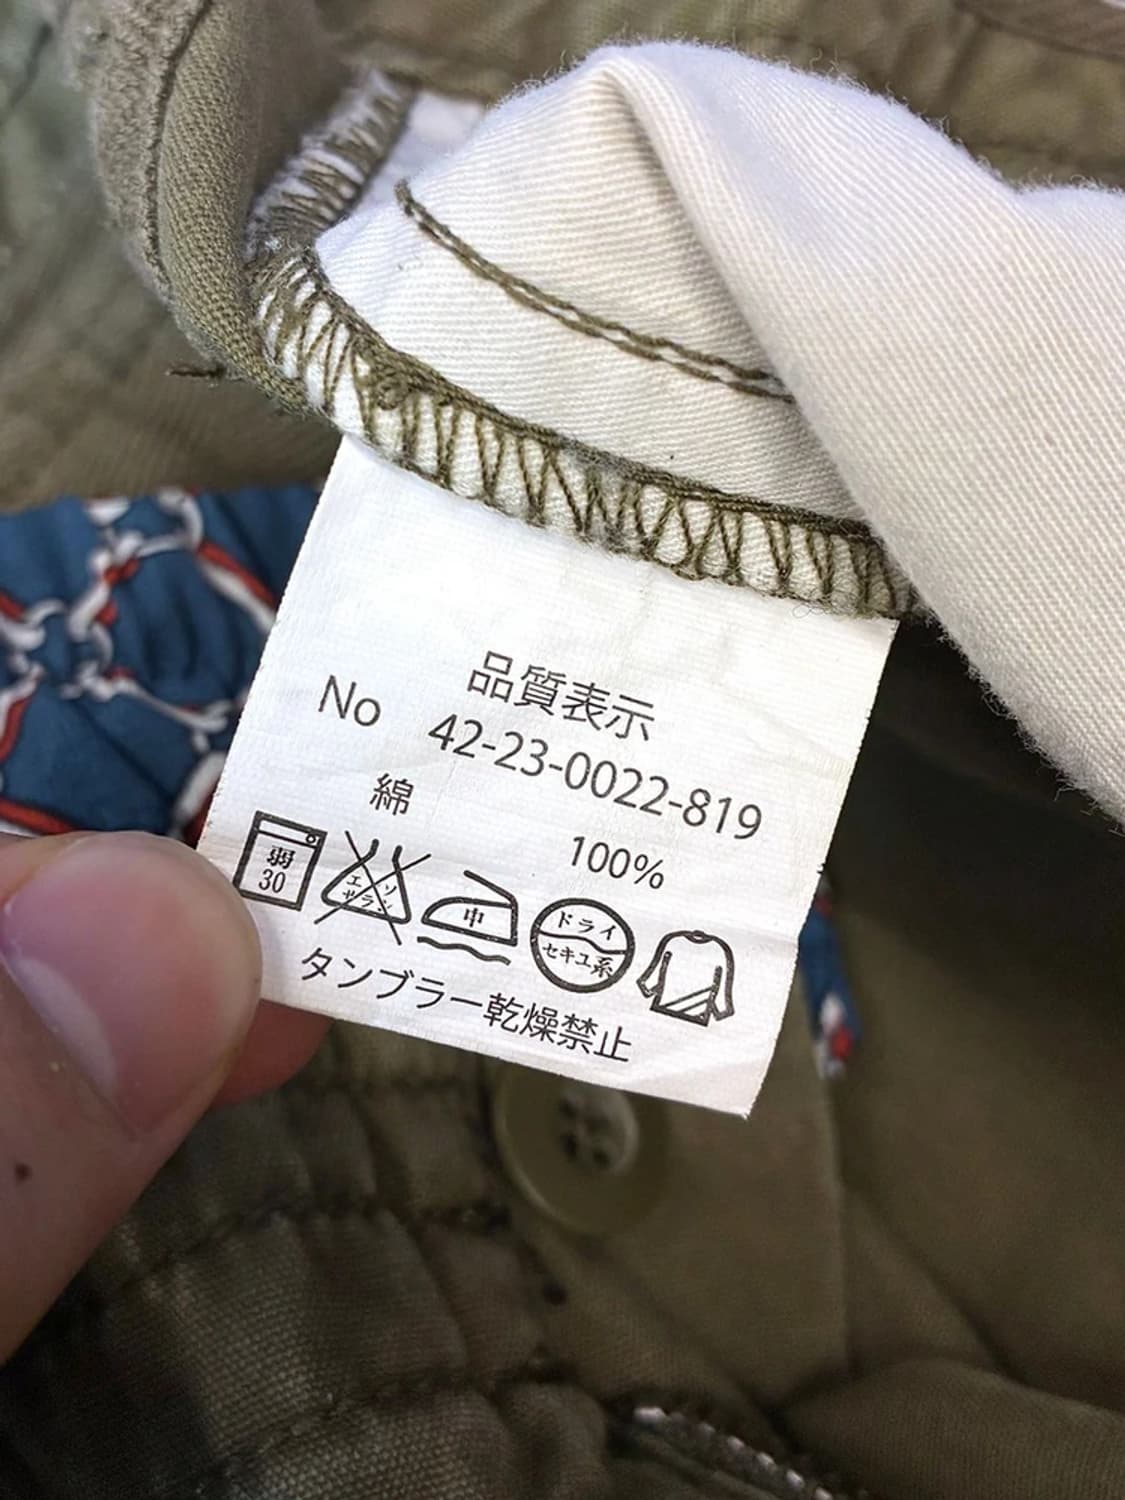 品質表示
No 42-23-0022-819
綿
100%
弱 30
エンソ サラシ
中
ドライ
セキユ系
タンブラー乾燥禁止